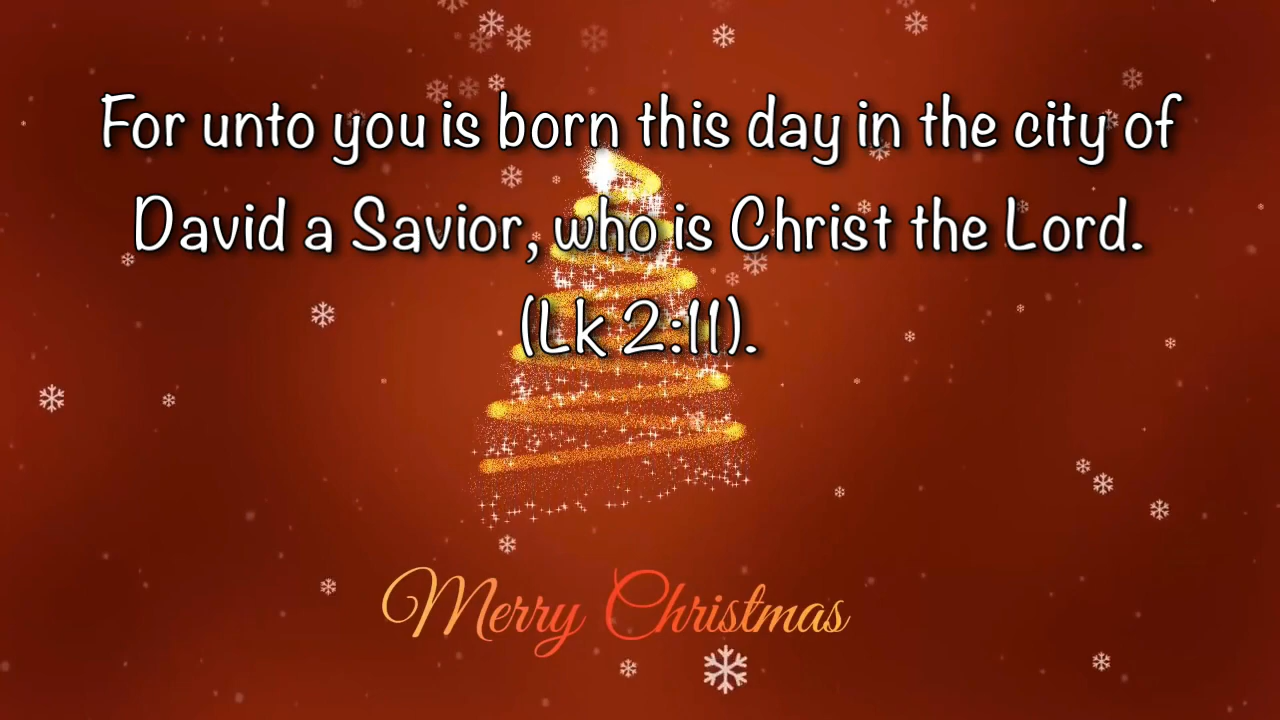 For unto you is born this day in the city of
David a Savior, who is Christ the Lord.
(Lk 2:11).
Merry Christmas